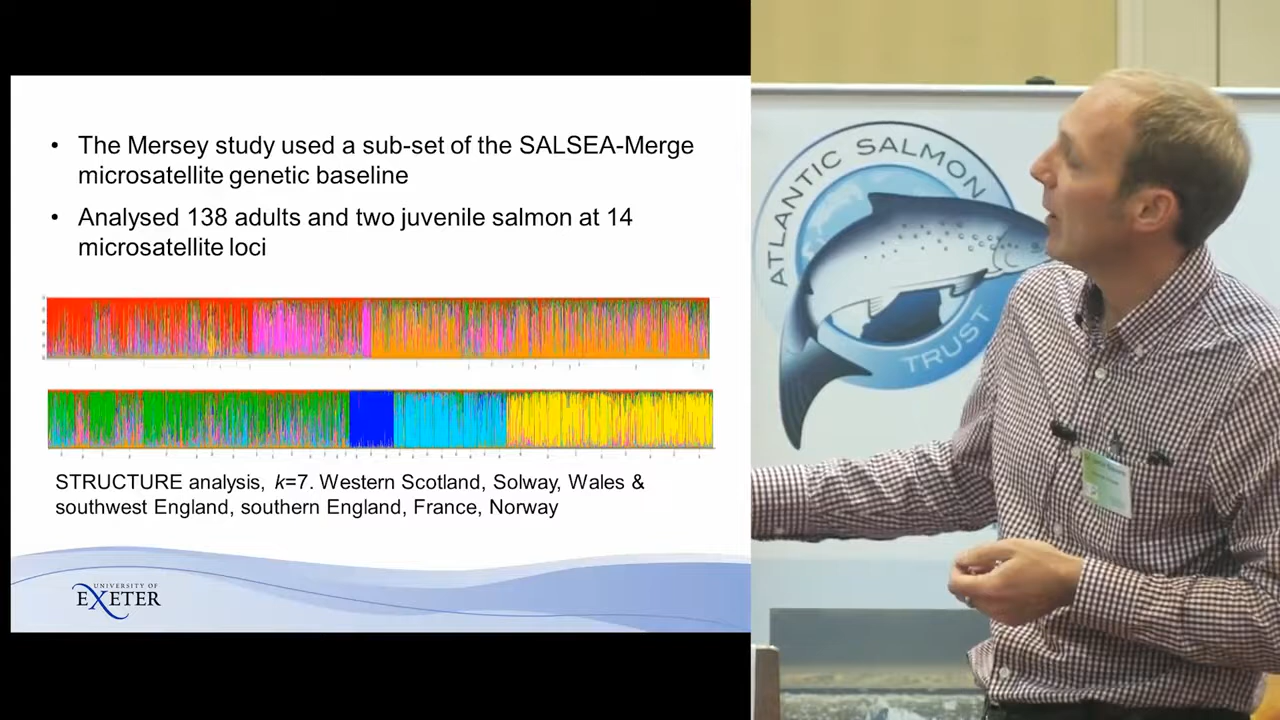 • The Mersey study used a sub-set of the SALSEA-Merge
microsatellite genetic baseline
• Analysed 138 adults and two juvenile salmon at 14
microsatellite loci
STRUCTURE analysis, k=7. Western Scotland, Solway, Wales &
southwest England, southern England, France, Norway
UNIVERSITY OF
EXETER
ATLANTIC SALMON
TRUST